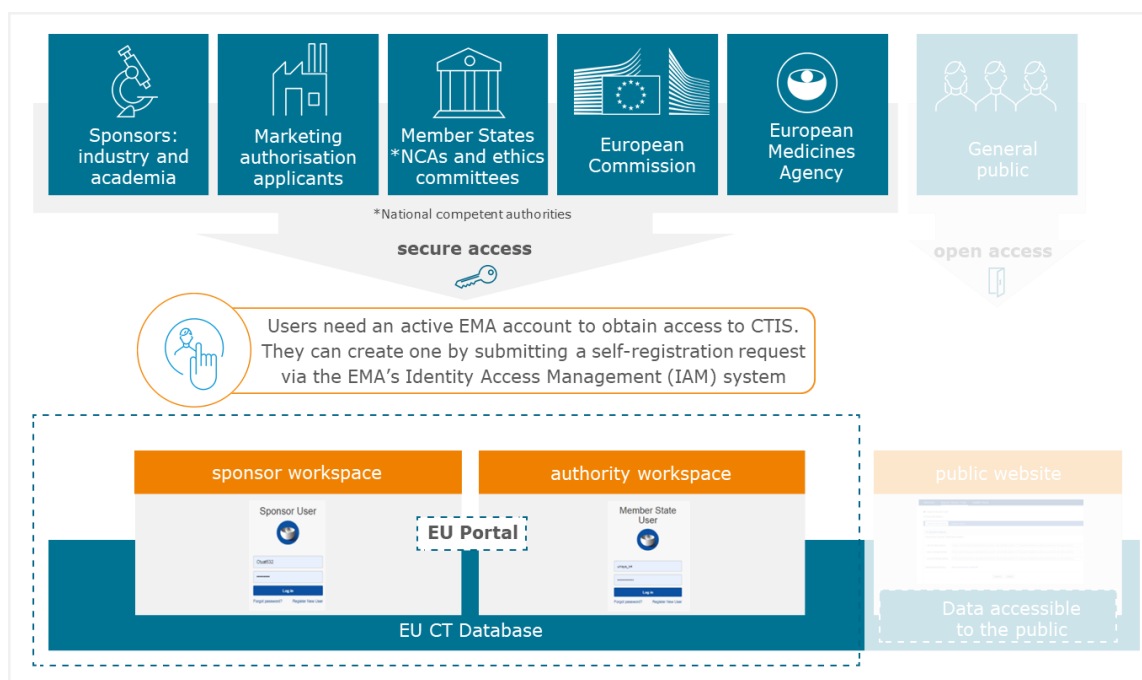 Sponsors:
industry and
academia
Marketing
authorisation
applicants
Member States
*NCAs and ethics
committees
European
Commission
European
Medicines
Agency
General
public
*National competent authorities
secure access
open access
Users need an active EMA account to obtain access to CTIS.
They can create one by submitting a self-registration request
via the EMA's Identity Access Management (IAM) system
sponsor workspace
authority workspace
public website
Sponsor User
Member State
User
EU Portal
Log in
Log in
Forgot password? Register New User
Forgot password? Register New User
EU CT Database
Data accessible
to the public